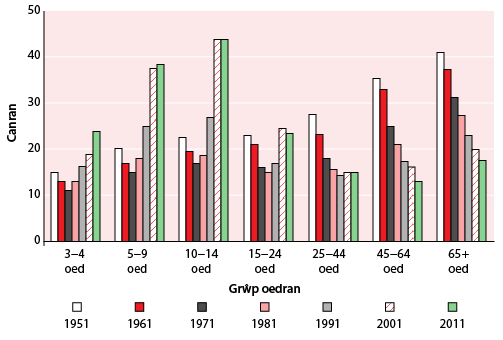 50
40
30
20
10
0
Canran
3–4 5–9 10–14 15–24 25–44 45–64 65+
oed oed oed oed oed oed oed
Grŵp oedran
1951 1961 1971 1981 1991 2001 2011